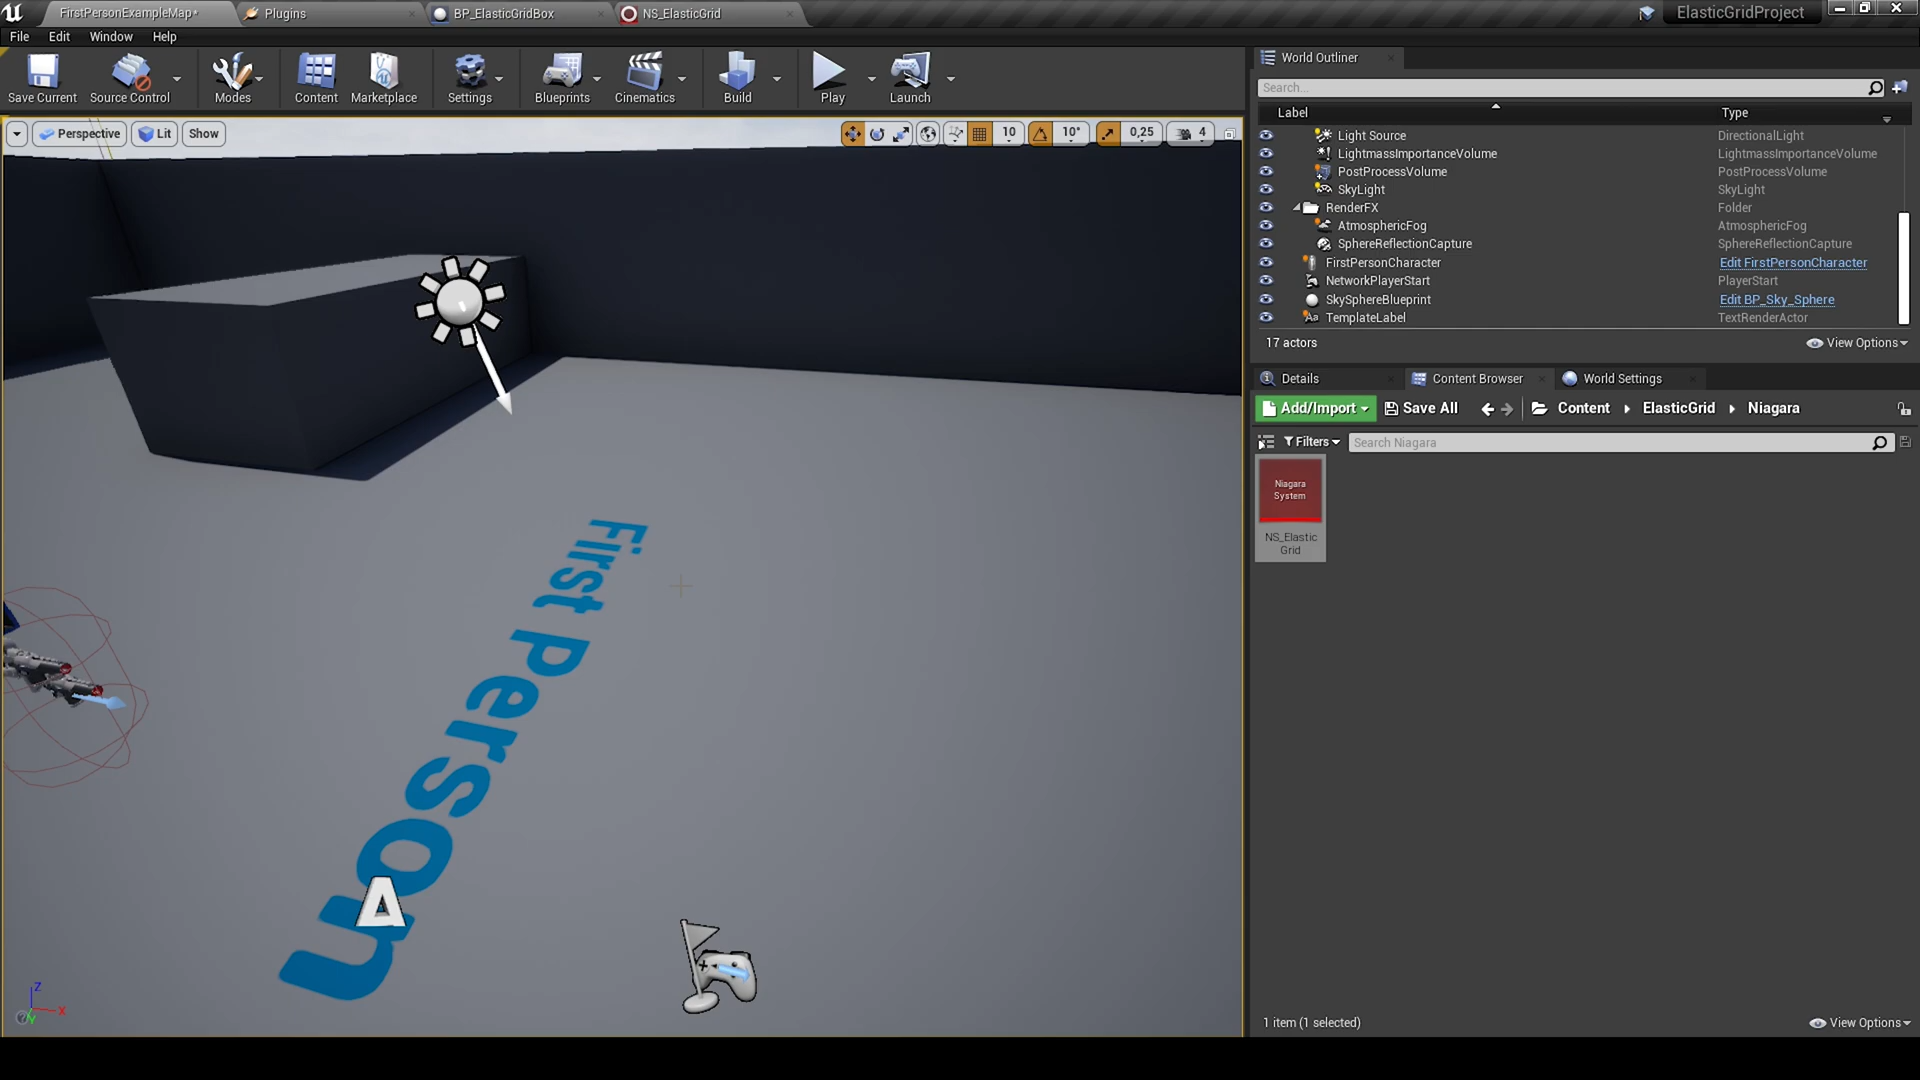 FirstPersonExampleMap*
Plugins
BP_ElasticGridBox
NS_ElasticGrid
ElasticGridProject
File Edit Window Help
Save Current
Source Control
Modes
Content
Marketplace
Settings
Blueprints
Cinematics
Build
Play
Launch
Perspective
Lit
Show
10
10°
0,25
4
First Person
A
Z
X
Y
World Outliner
Search...
Label Type
Light Source DirectionalLight
LightmassImportanceVolume LightmassImportanceVolume
PostProcessVolume PostProcessVolume
SkyLight SkyLight
RenderFX Folder
AtmosphericFog AtmosphericFog
SphereReflectionCapture SphereReflectionCapture
FirstPersonCharacter Edit FirstPersonCharacter
NetworkPlayerStart PlayerStart
SkySphereBlueprint Edit BP_Sky_Sphere
TemplateLabel TextRenderActor
17 actors
View Options
Details
Content Browser
World Settings
Add/Import
Save All
Content
ElasticGrid
Niagara
Filters
Search Niagara
Niagara
System
NS_Elastic
Grid
1 item (1 selected)
View Options